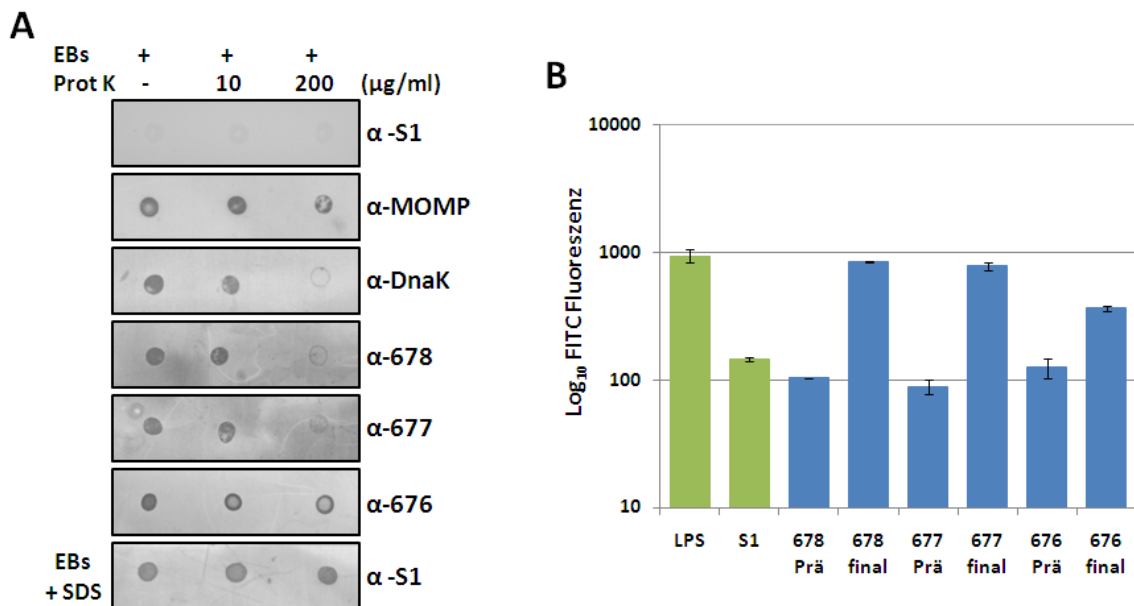 A
EBs + + +
Prot K - 10 200 (µg/ml)
α -S1
α-MOMP
α-DnaK
α-678
α-677
α-676
EBs
+ SDS
α -S1
B
Log₁₀ FITC Fluoreszenz
10000
1000
100
10
LPS S1 678 678 677 677 676 676
Prä final Prä final Prä final